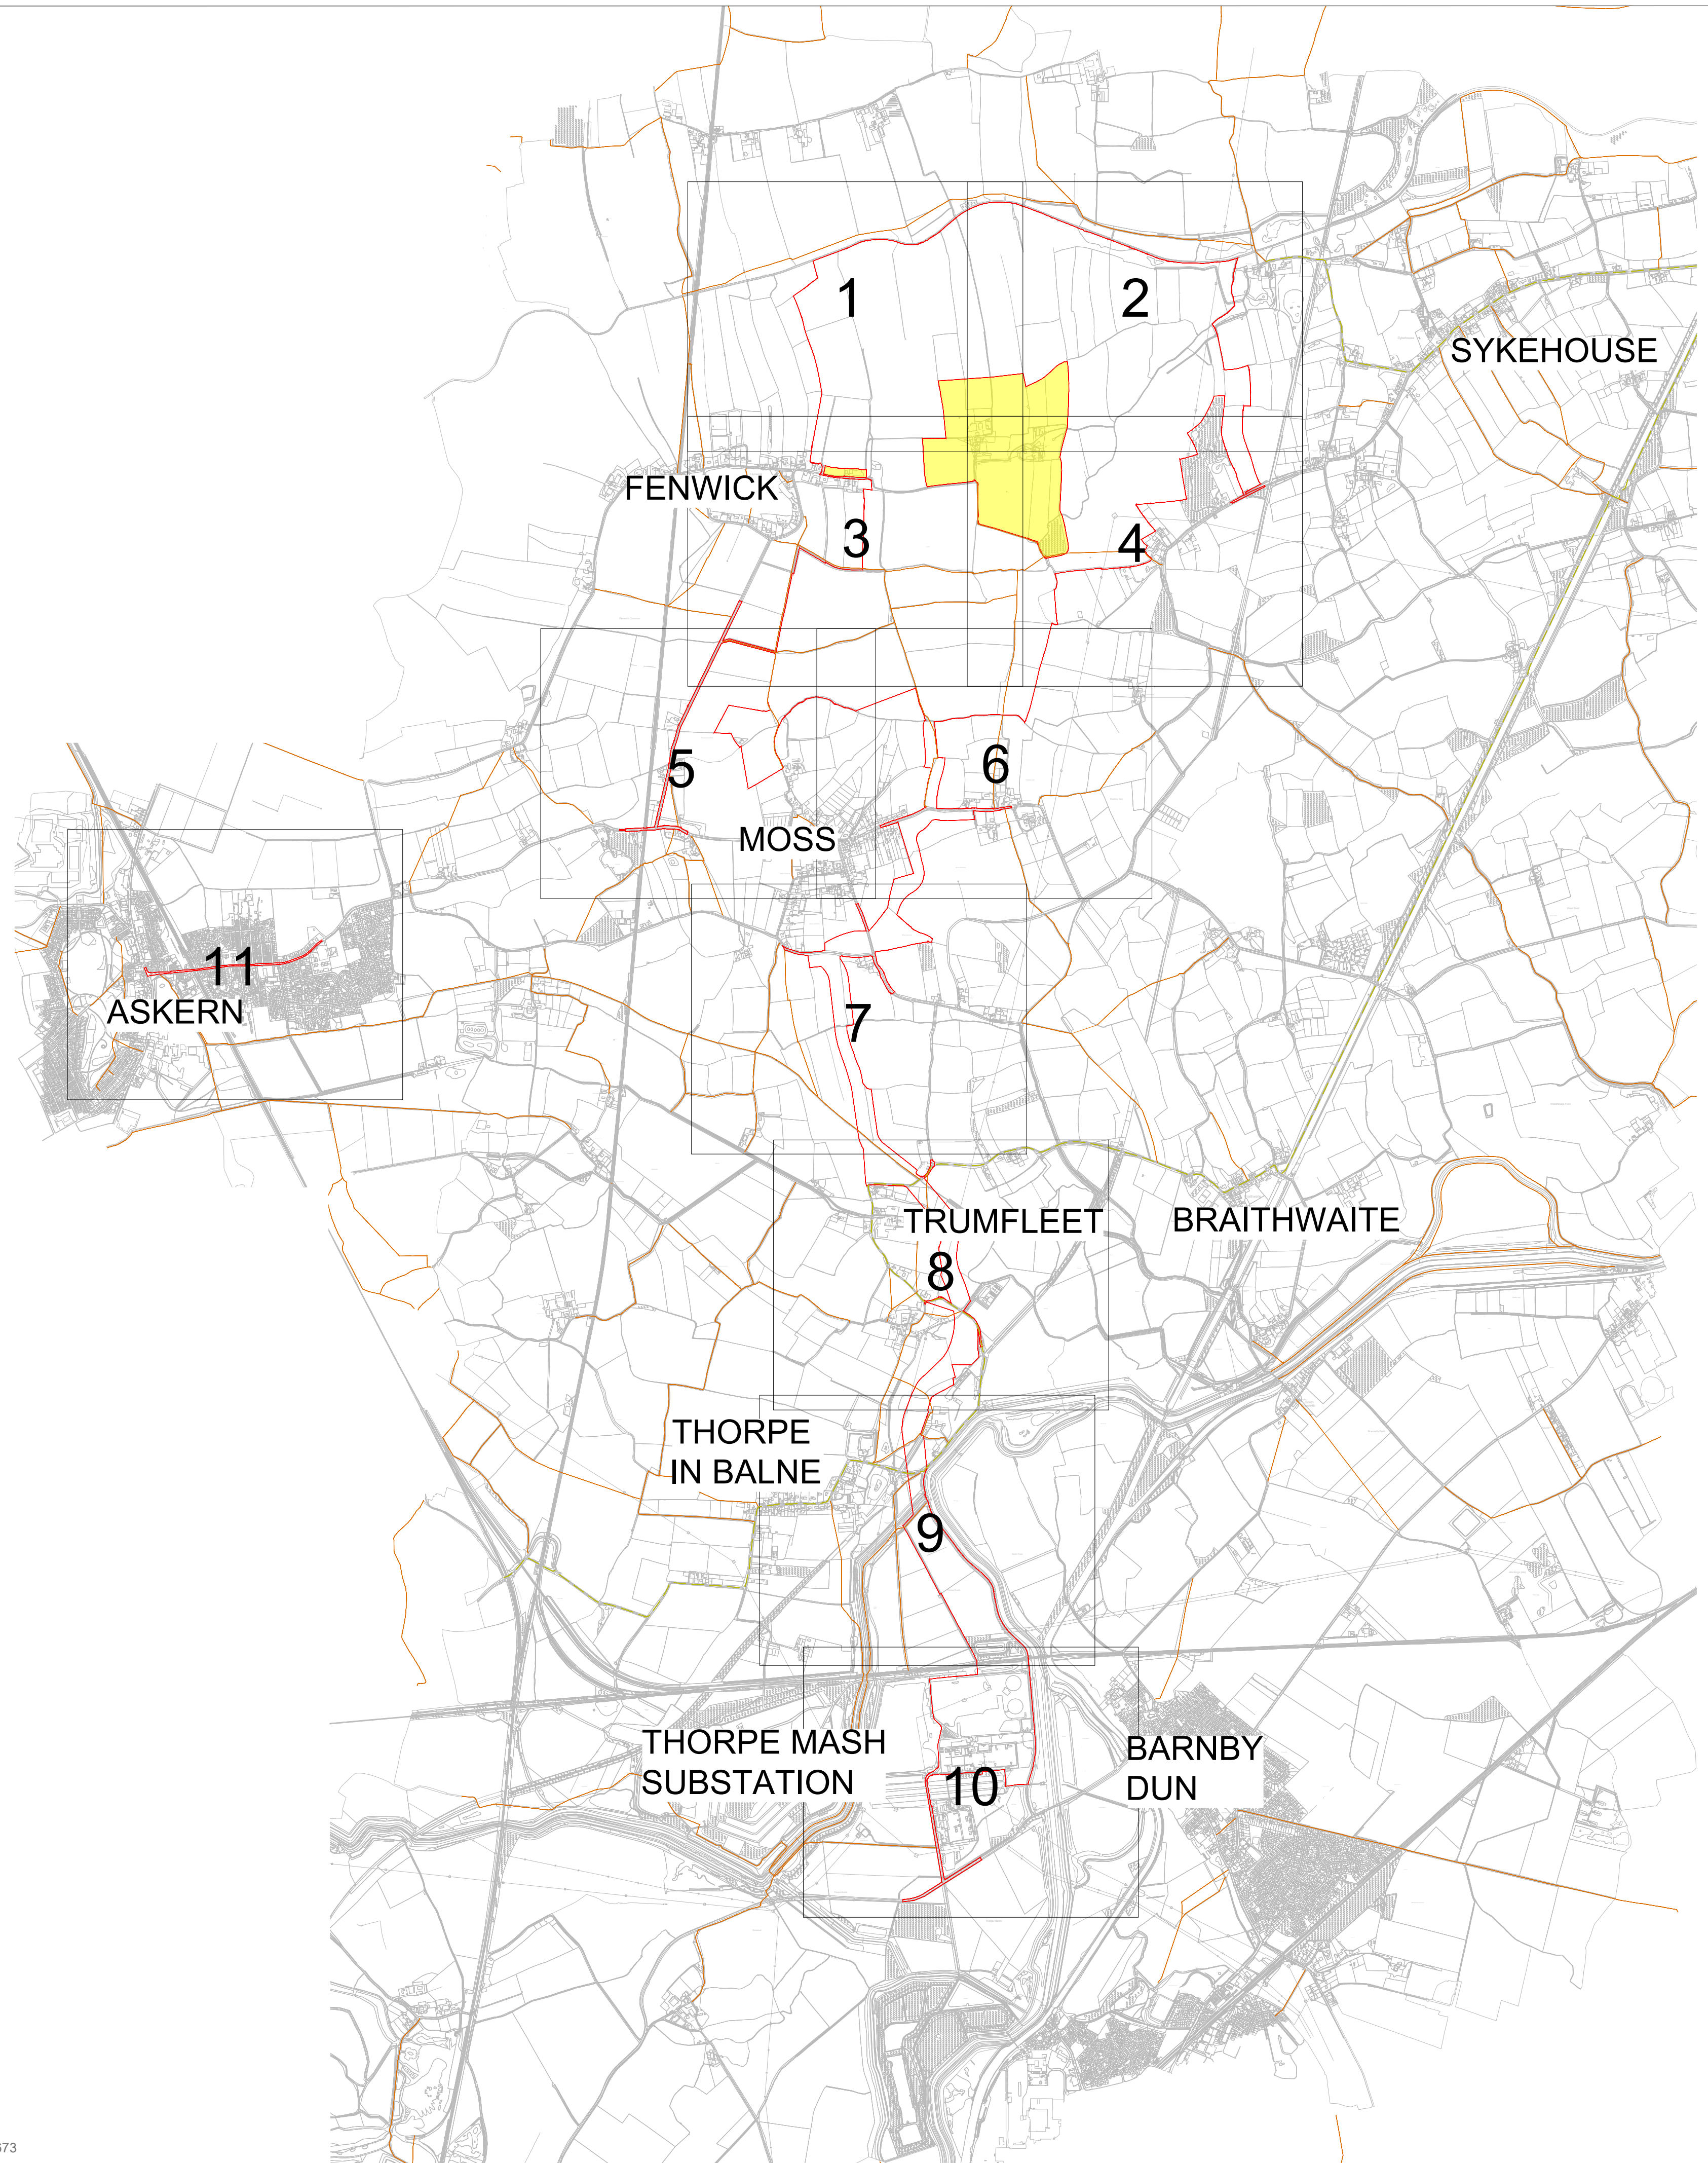 1
2
SYKEHOUSE
FENWICK
3
4
5
6
MOSS
11
ASKERN
7
TRUMFLEET
BRAITHWAITE
8
THORPE
IN BALNE
9
THORPE MASH
SUBSTATION
BARNBY
DUN
10
673